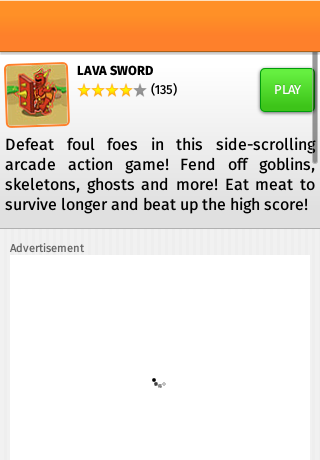 LAVA SWORD
(135)
PLAY
Defeat foul foes in this side-scrolling
arcade action game! Fend off goblins,
skeletons, ghosts and more! Eat meat to
survive longer and beat up the high score!
Advertisement